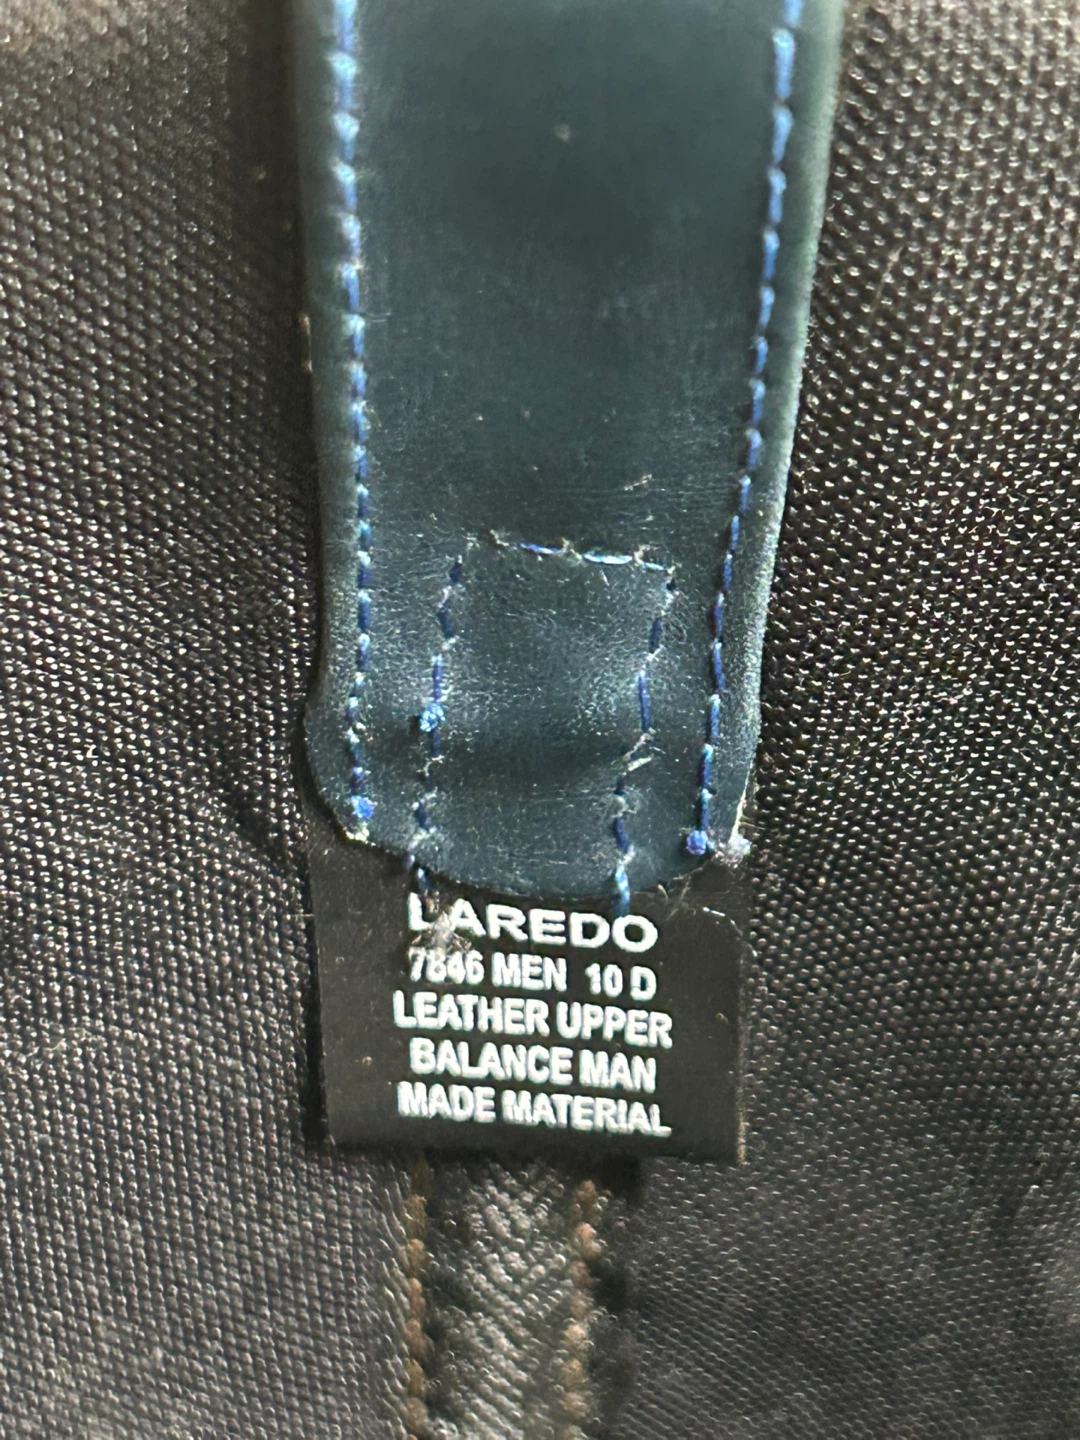 LAREDO
7846 MEN 10 D
LEATHER UPPER
BALANCE MAN
MADE MATERIAL